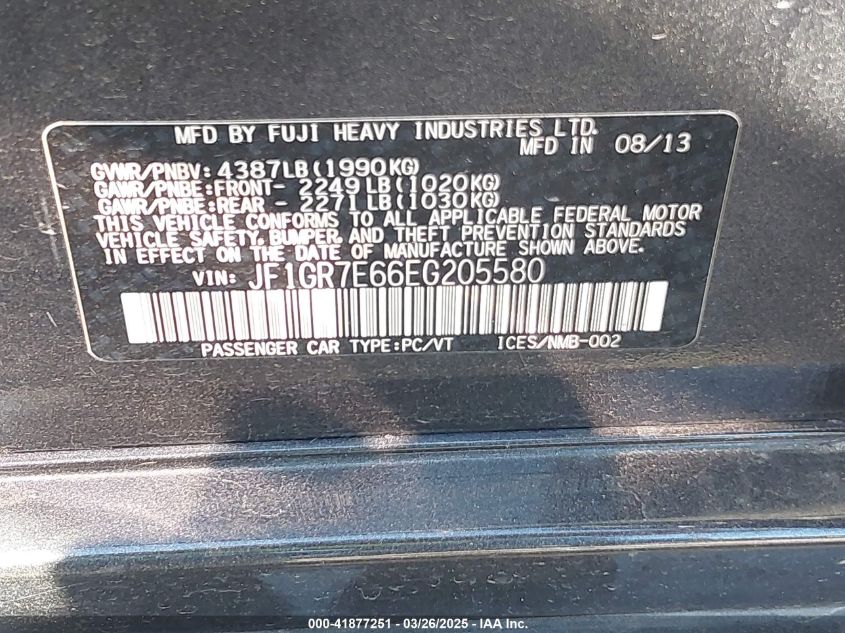 MFD BY FUJI HEAVY INDUSTRIES LTD.
MFD IN 08/13
GVWR/PNBV: 4387LB(1990KG)
GAWR/PNBE:FRONT- 2249LB(1020KG)
GAWR/PNBE:REAR - 2271LB(1030KG)
THIS VEHICLE CONFORMS TO ALL APPLICABLE FEDERAL MOTOR
VEHICLE SAFETY, BUMPER, AND THEFT PREVENTION STANDARDS
IN EFFECT ON THE DATE OF MANUFACTURE SHOWN ABOVE.
VIN: JF1GR7E66EG205580
PASSENGER CAR TYPE:PC/VT ICES/NMB-002
000-41877251 - 03/26/2025 - IAA Inc.